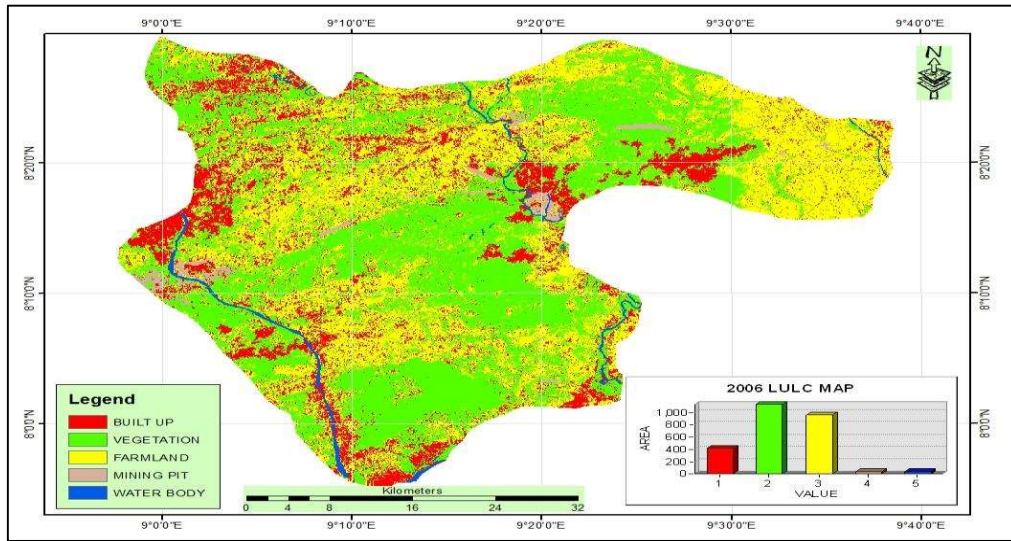 9°0'0"E 9°10'0"E 9°20'0"E 9°30'0"E 9°40'0"E
N
8°20'0"N 8°20'0"N
8°10'0"N 8°10'0"N
8°0'0"N 8°0'0"N
Legend
BUILT UP
VEGETATION
FARMLAND
MINING PIT
WATER BODY
2006 LULC MAP
AREA
1,000
800
600
400
200
0
1 2 3 4 5
VALUE
Kilometers
0 4 8 16 24 32
9°0'0"E 9°10'0"E 9°20'0"E 9°30'0"E 9°40'0"E